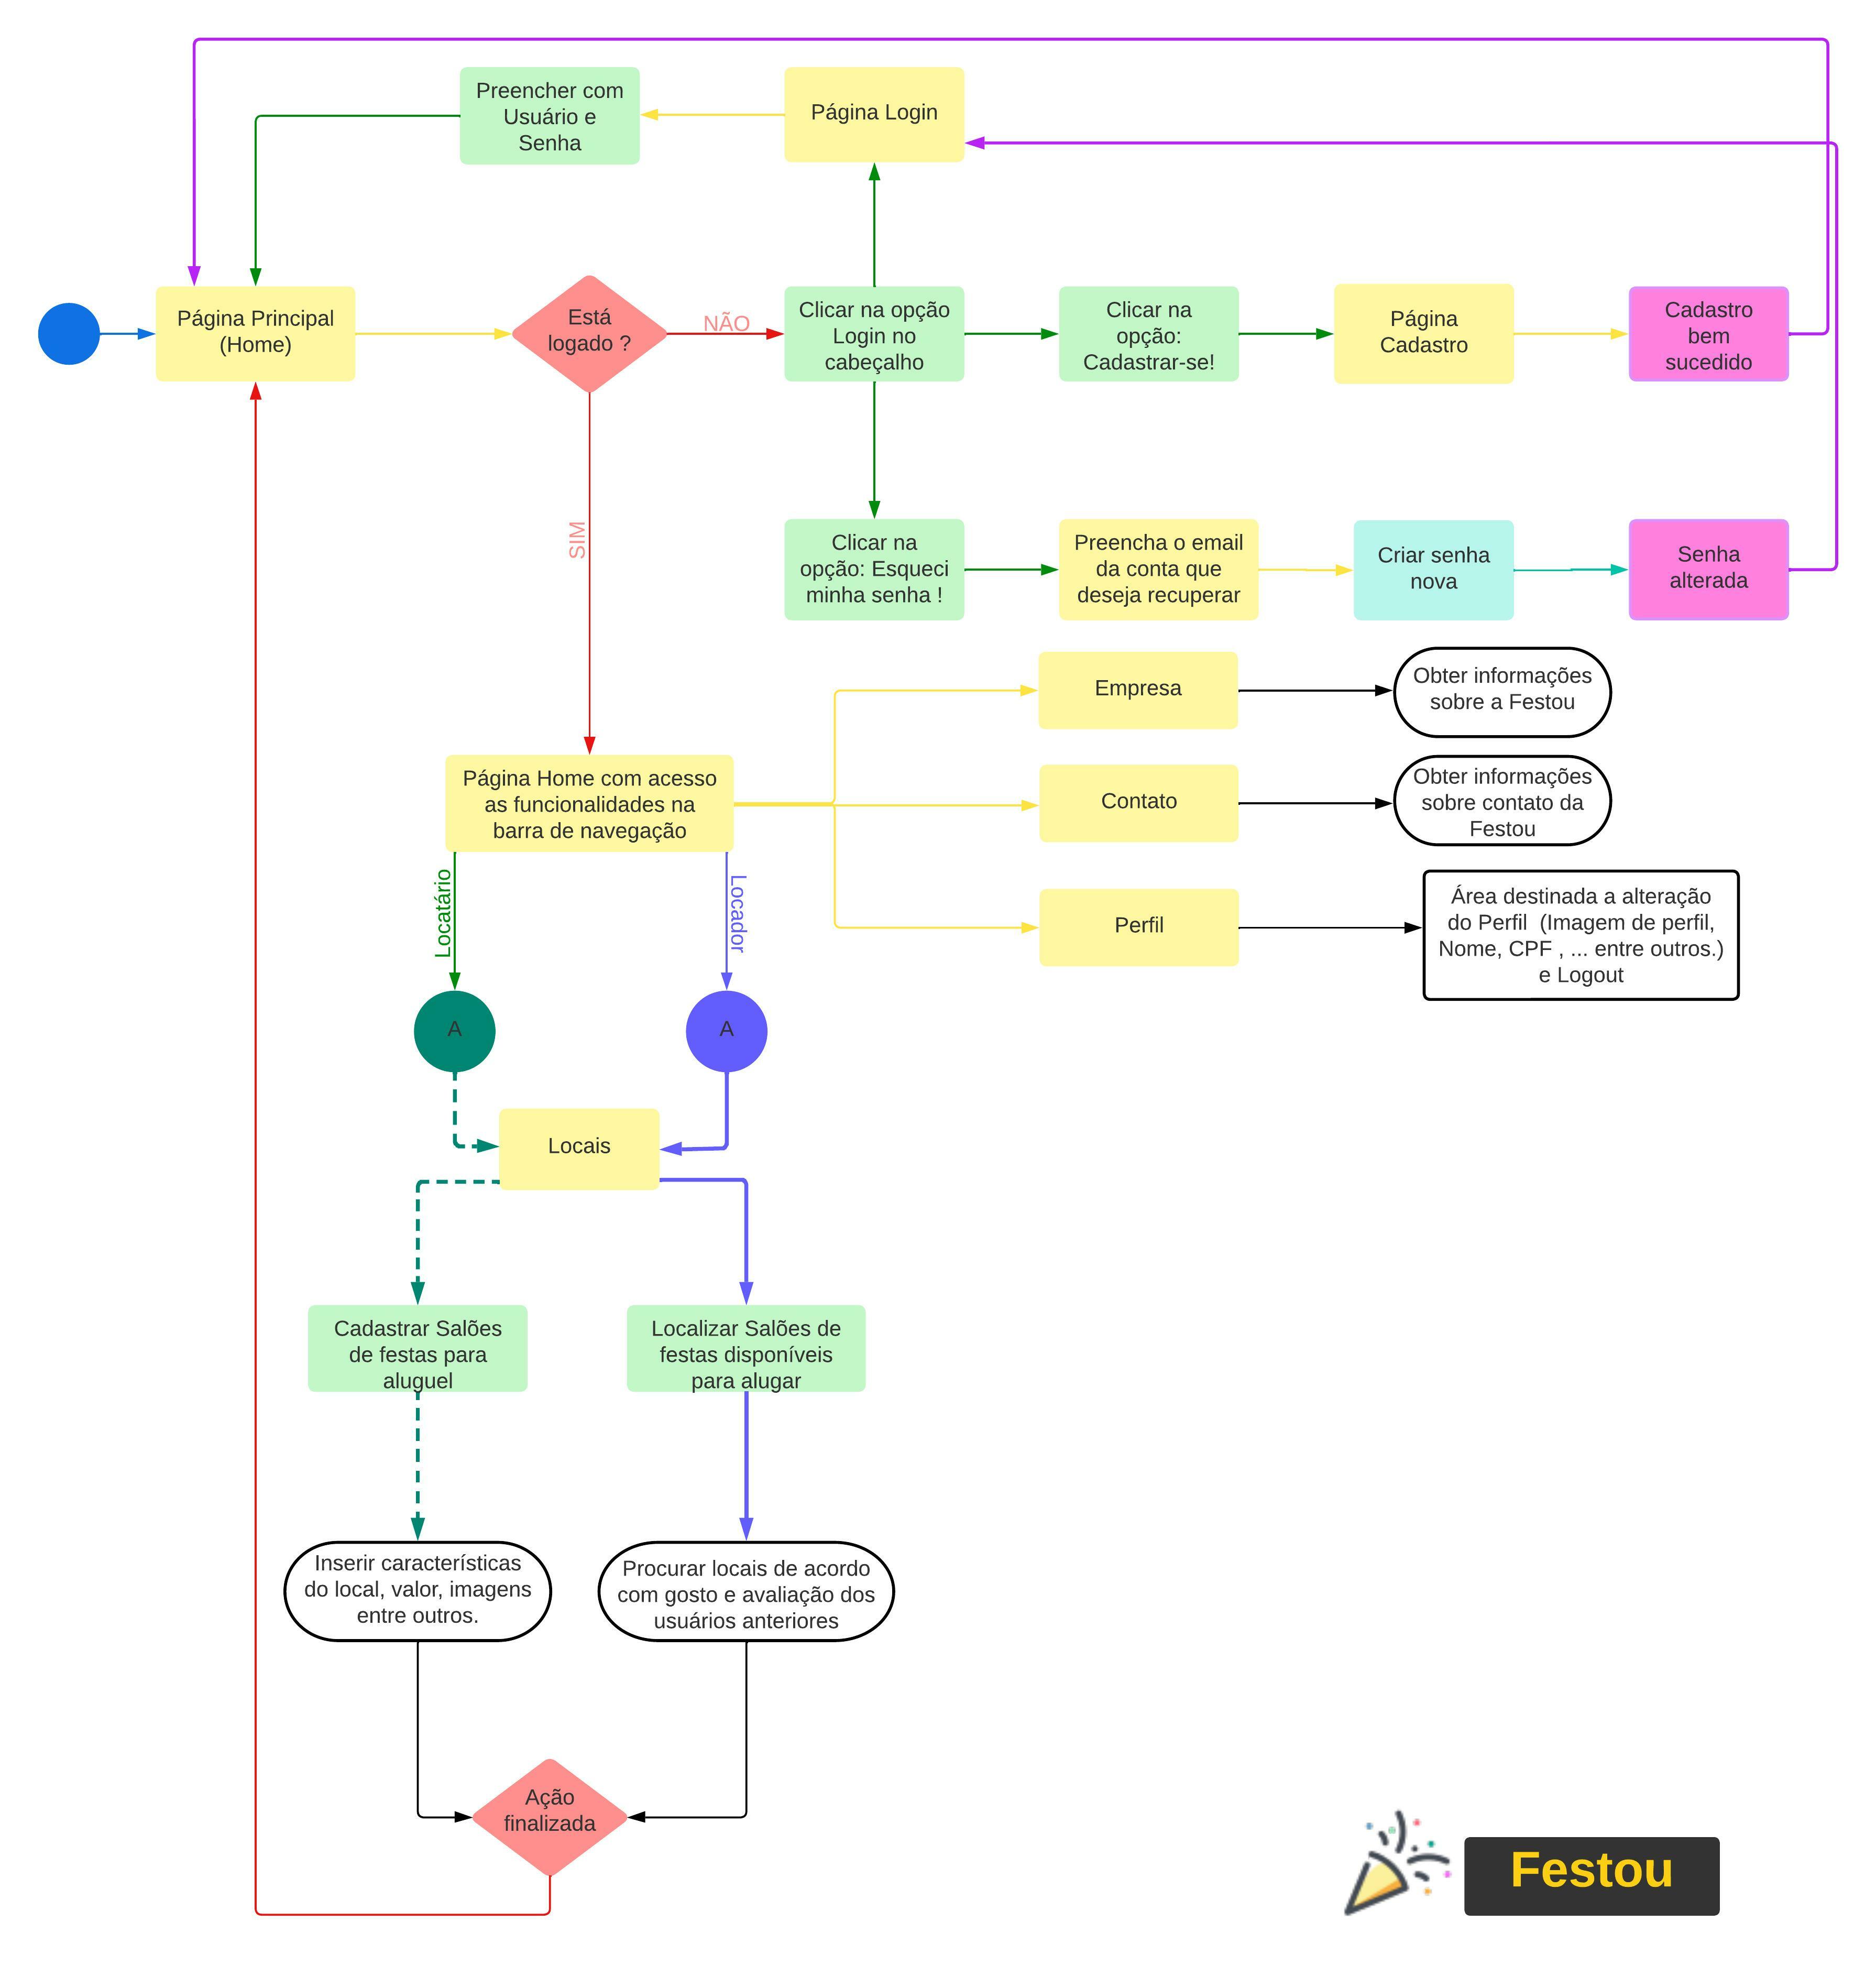 Preencher com
Usuário e
Senha
Página Login
Página Principal
(Home)
Está
logado ?
NÃO
Clicar na opção
Login no
cabeçalho
Clicar na
opção:
Cadastrar-se!
Página
Cadastro
Cadastro
bem
sucedido
SIM
Clicar na
opção: Esqueci
minha senha !
Preencha o email
da conta que
deseja recuperar
Criar senha
nova
Senha
alterada
Empresa
Obter informações
sobre a Festou
Página Home com acesso
as funcionalidades na
barra de navegação
Contato
Obter informações
sobre contato da
Festou
Locatário
Locador
Perfil
Área destinada a alteração
do Perfil  (Imagem de perfil,
Nome, CPF , ... entre outros.)
e Logout
A
A
Locais
Cadastrar Salões
de festas para
aluguel
Localizar Salões de
festas disponíveis
para alugar
Inserir características
do local, valor, imagens
entre outros.
Procurar locais de acordo
com gosto e avaliação dos
usuários anteriores
Ação
finalizada
Festou